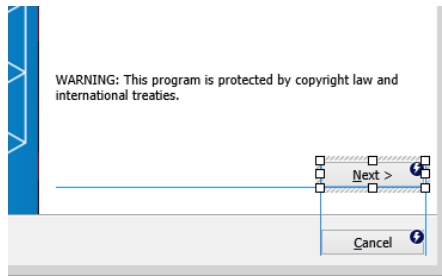 WARNING: This program is protected by copyright law and
international treaties.
Next >
Cancel